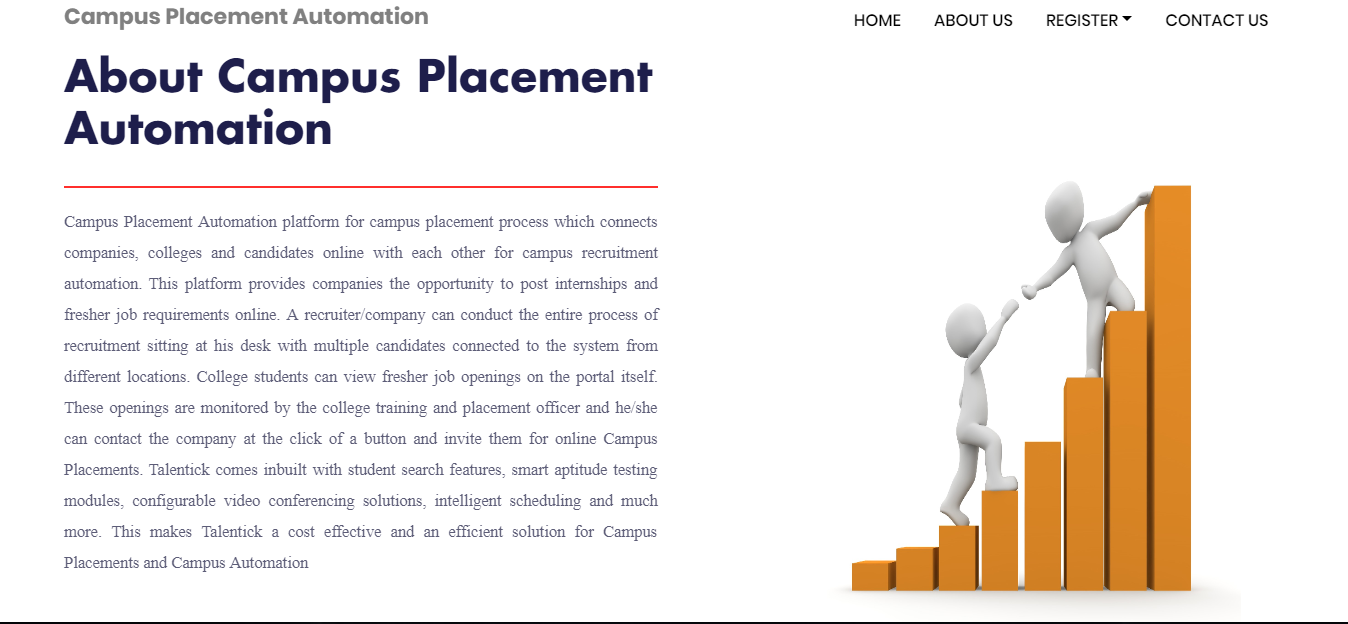 Campus Placement Automation
HOME ABOUT US REGISTER CONTACT US
About Campus Placement
Automation
Campus Placement Automation platform for campus placement process which connects
companies, colleges and candidates online with each other for campus recruitment
automation. This platform provides companies the opportunity to post internships and
fresher job requirements online. A recruiter/company can conduct the entire process of
recruitment sitting at his desk with multiple candidates connected to the system from
different locations. College students can view fresher job openings on the portal itself.
These openings are monitored by the college training and placement officer and he/she
can contact the company at the click of a button and invite them for online Campus
Placements. Talentick comes inbuilt with student search features, smart aptitude testing
modules, configurable video conferencing solutions, intelligent scheduling and much
more. This makes Talentick a cost effective and an efficient solution for Campus
Placements and Campus Automation